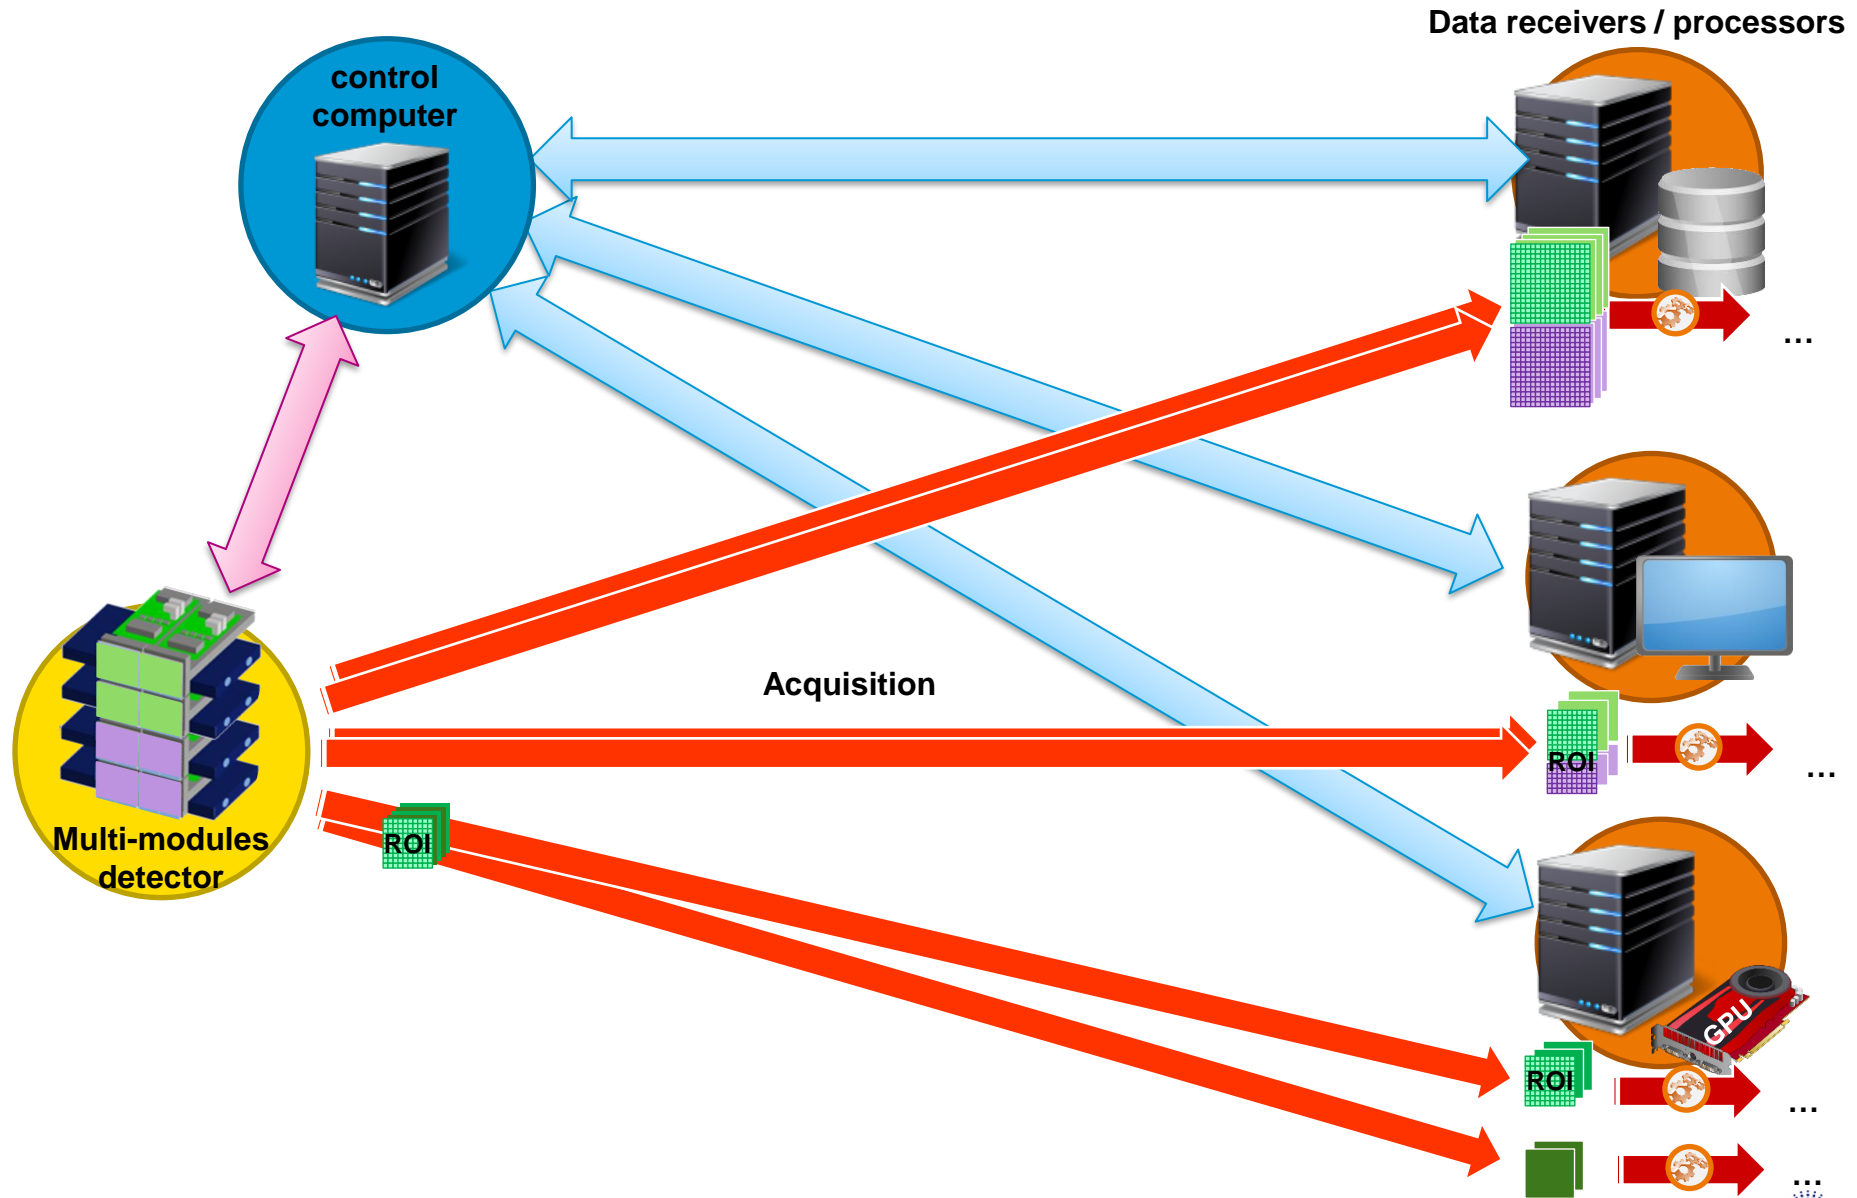 Data receivers / processors
control
computer
...
Acquisition
ROI
...
Multi-modules
detector
ROI
GPU
ROI
...
...